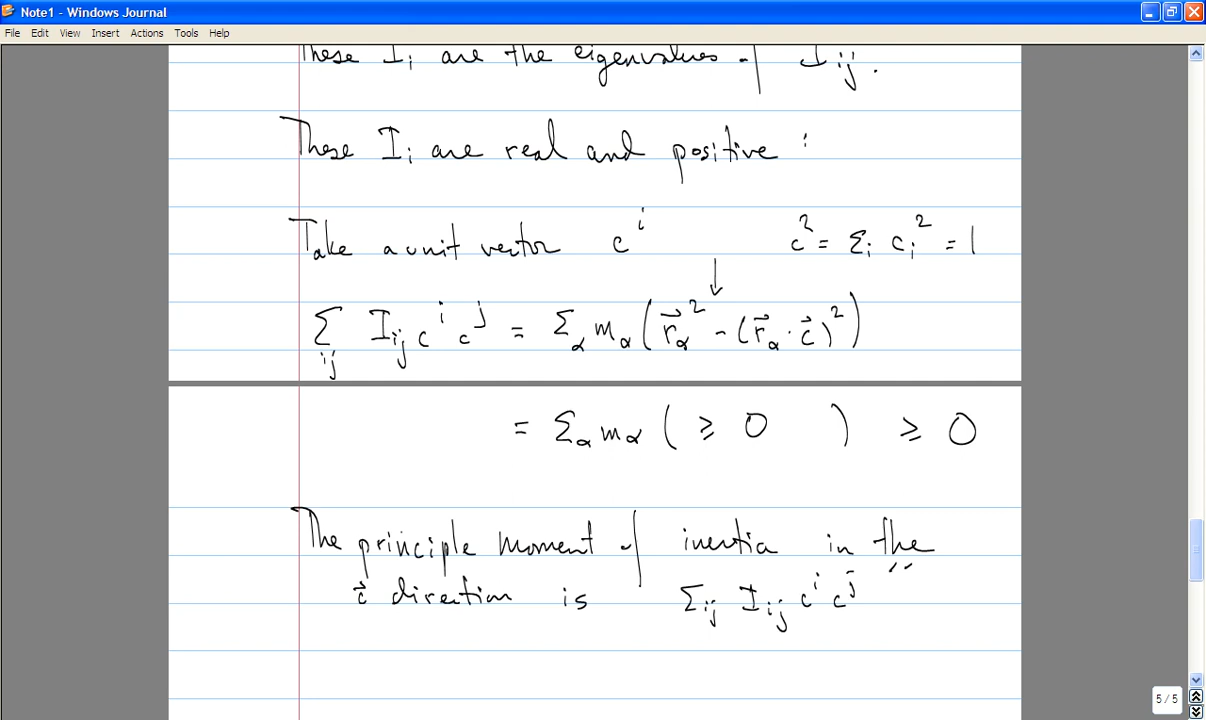 Note1 - Windows Journal
File Edit View Insert Actions Tools Help
These I_i are the eigenvalues of I_ij.
These I_i are real and positive :
Take a unit vector c^i c^2 = Σ_i c_i^2 = 1
↓
Σ_ij I_ij c^i c^j = Σ_α m_α (r⃗_α^2 - (r⃗_α · c⃗)^2)
= Σ_α m_α ( ≥ 0 ) ≥ 0
The principle moment of inertia in the
c⃗ direction is Σ_ij I_ij c^i c^j
5 / 5